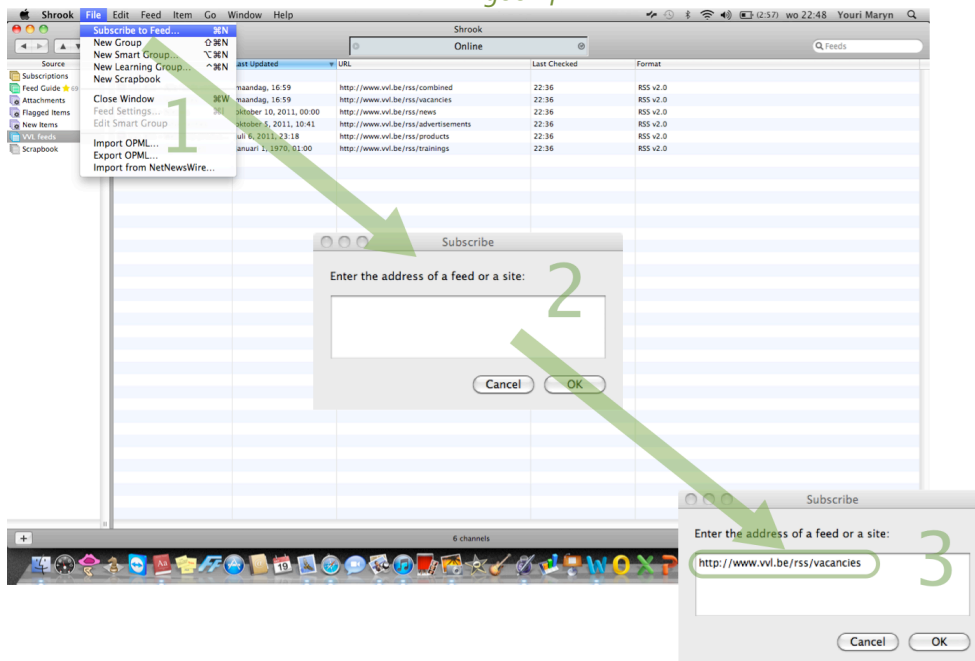 Shrook File Edit Feed Item Go Window Help (2:57) wo 22:48 Youri Maryn
Shrook
Online
Feeds
Subscribe to Feed... ⌘N
New Group ⇧⌘N
New Smart Group... ⌥⌘N
New Learning Group... ^⌘N
New Scrapbook
Close Window ⌘W
Feed Settings... ⌘I
Edit Smart Group
Import OPML...
Export OPML...
Import from NetNewsWire...
1
Source
Subscriptions
Feed Guide 69
Attachments
Flagged Items
New Items
VVL feeds
Scrapbook
Last Updated URL Last Checked Format
maandag, 16:59 http://www.vvl.be/rss/combined 22:36 RSS v2.0
maandag, 16:59 http://www.vvl.be/rss/vacancies 22:36 RSS v2.0
oktober 10, 2011, 00:00 http://www.vvl.be/rss/news 22:36 RSS v2.0
oktober 5, 2011, 10:41 http://www.vvl.be/rss/advertisements 22:36 RSS v2.0
juli 6, 2011, 23:18 http://www.vvl.be/rss/products 22:36 RSS v2.0
januari 1, 1970, 01:00 http://www.vvl.be/rss/trainings 22:36 RSS v2.0
Subscribe
Enter the address of a feed or a site:
2
Cancel OK
6 channels
Aa FF 19 W O X P
Subscribe
Enter the address of a feed or a site:
3
http://www.vvl.be/rss/vacancies
Cancel OK